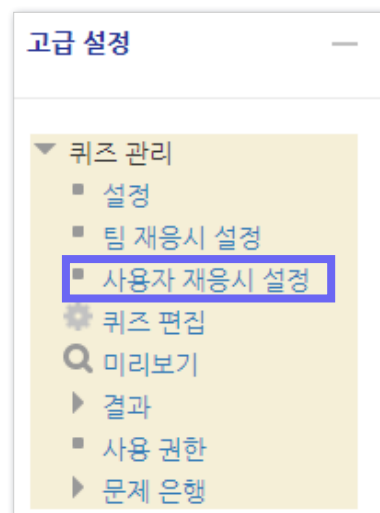 고급 설정
퀴즈 관리
설정
팀 재응시 설정
사용자 재응시 설정
퀴즈 편집
미리보기
결과
사용 권한
문제 은행